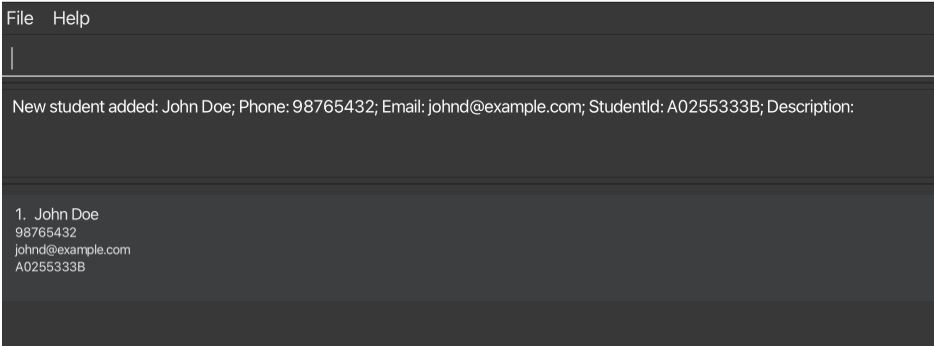 File Help
New student added: John Doe; Phone: 98765432; Email: johnd@example.com; StudentId: A0255333B; Description:
1. John Doe
98765432
johnd@example.com
A0255333B